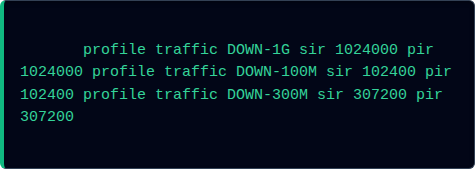 profile traffic DOWN-1G sir 1024000 pir
1024000 profile traffic DOWN-100M sir 102400 pir
102400 profile traffic DOWN-300M sir 307200 pir
307200